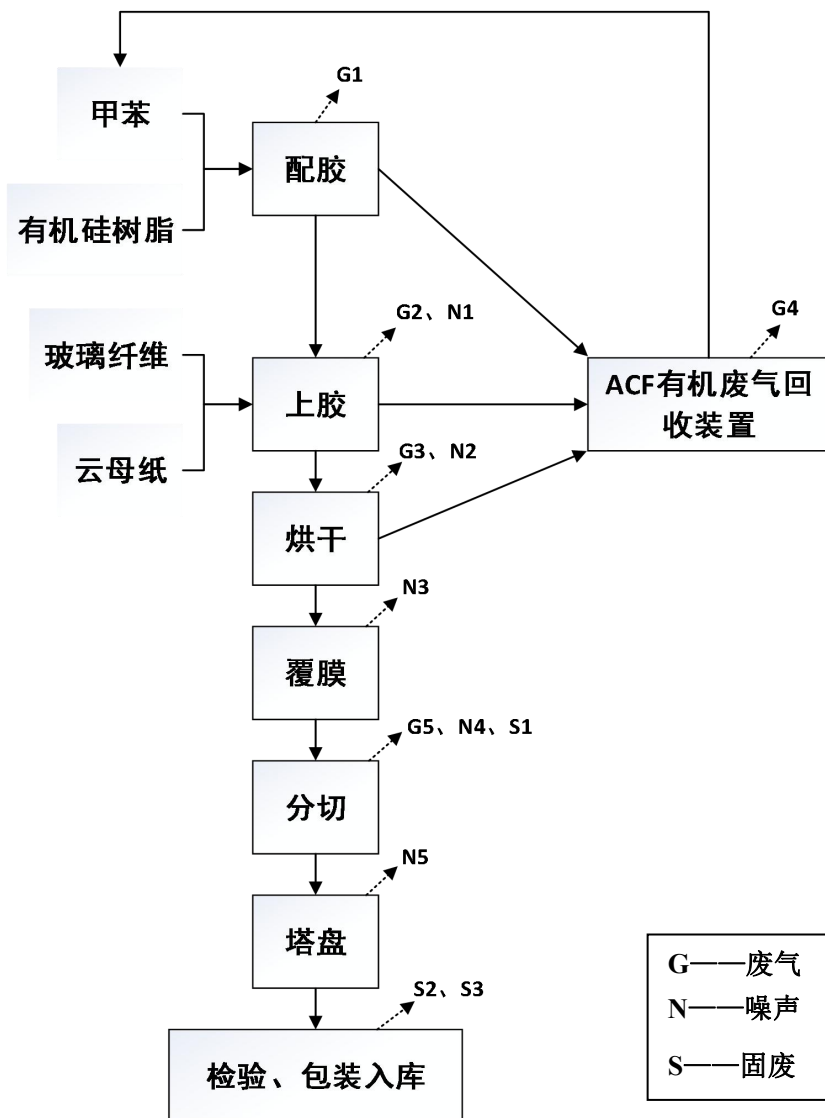 G1
甲苯
配胶
有机硅树脂
G2、N1
G4
玻璃纤维
上胶
ACF有机废气回
收装置
云母纸
G3、N2
烘干
N3
覆膜
G5、N4、S1
分切
N5
塔盘
S2、S3
检验、包装入库
G——废气
N——噪声
S——固废